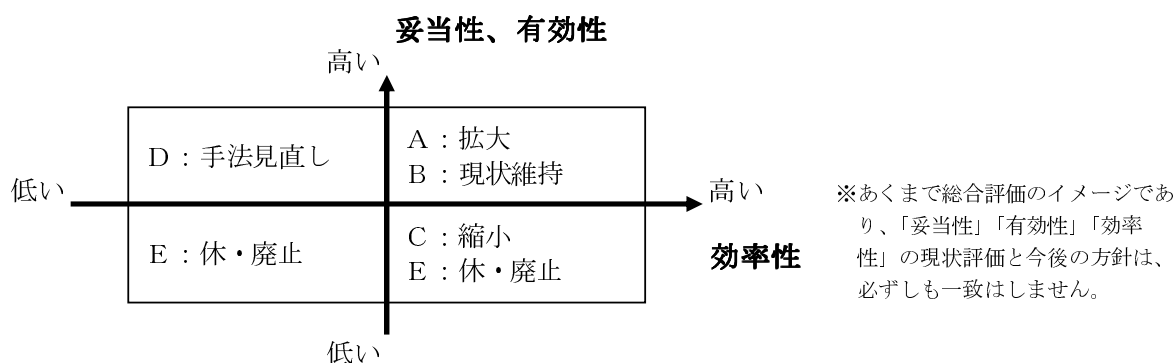 妥当性、有効性
高い
D:手法見直し
A:拡大
B:現状維持
低い
高い
E:休・廃止
C:縮小
E:休・廃止
効率性
低い
※あくまで総合評価のイメージであ
り、「妥当性」「有効性」「効率
性」の現状評価と今後の方針は、
必ずしも一致はしません。